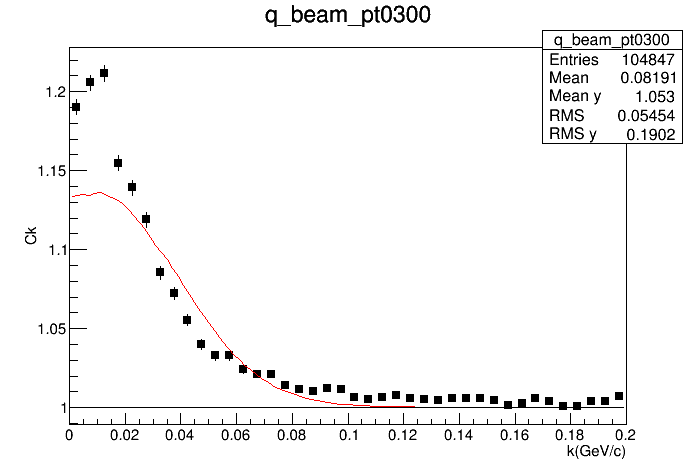 q_beam_pt0300
q_beam_pt0300
Entries 104847
Mean 0.08191
Mean y 1.053
RMS 0.05454
RMS y 0.1902
1.2
1.15
1.1
1.05
1
Ck
0 0.02 0.04 0.06 0.08 0.1 0.12 0.14 0.16 0.18 0.2
k(GeV/c)